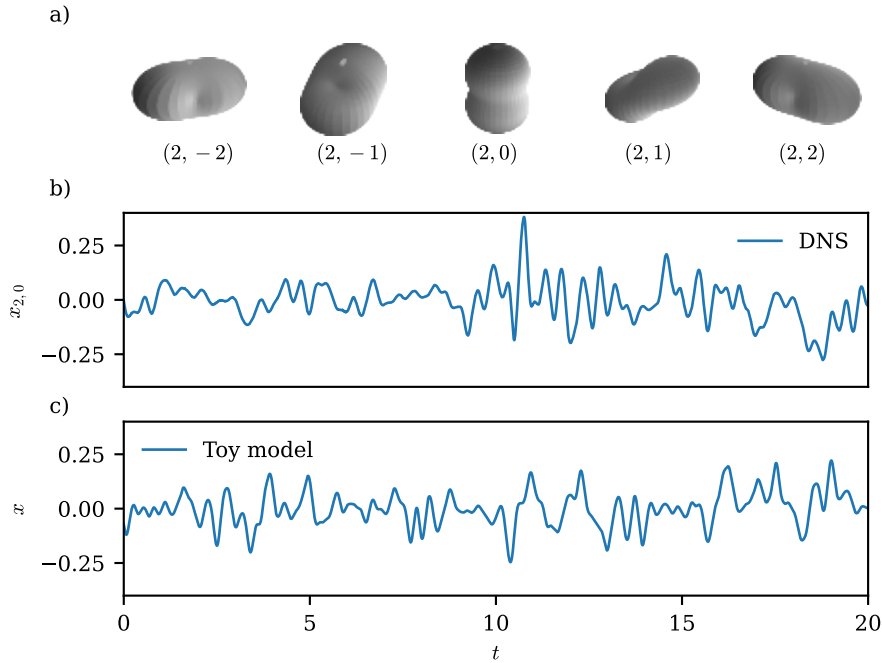 a)
(2, −2) (2, −1) (2, 0) (2, 1) (2, 2)
b)
0.25
0.00
−0.25
x2,0
DNS
c)
0.25
0.00
−0.25
x
Toy model
0 5 10 15 20
t